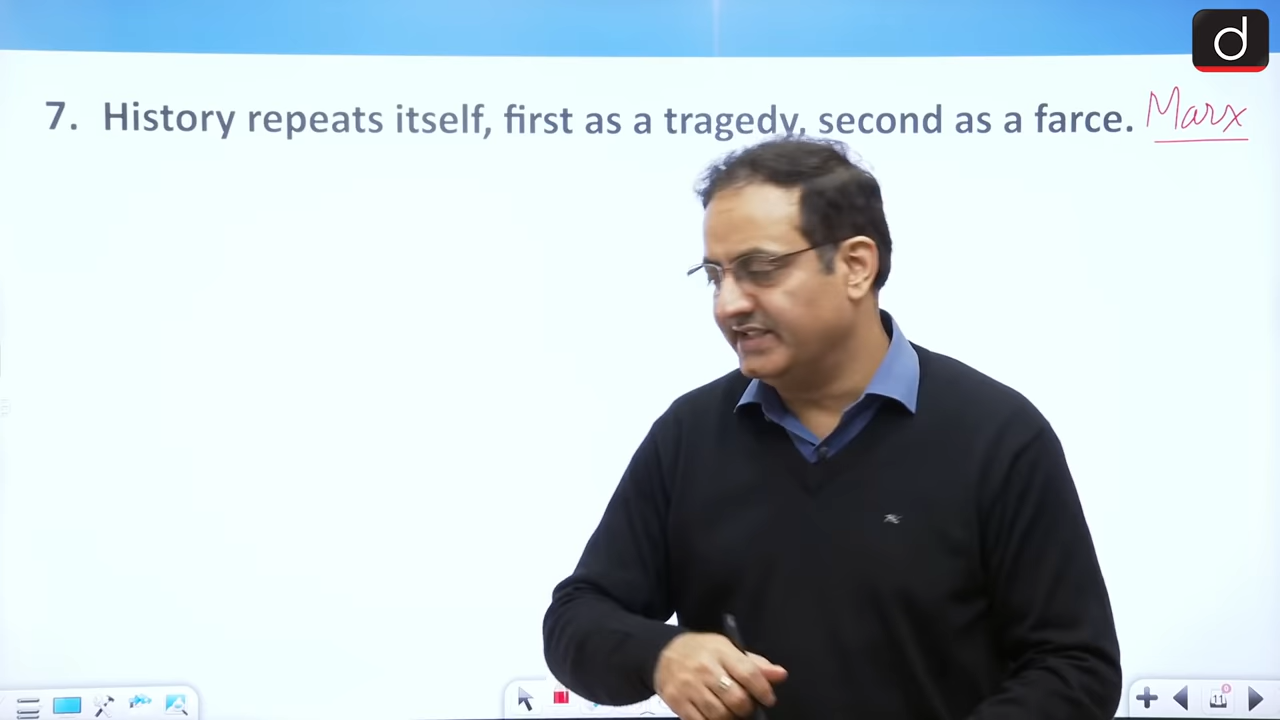 d
7. History repeats itself, first as a tragedy, second as a farce. Marx